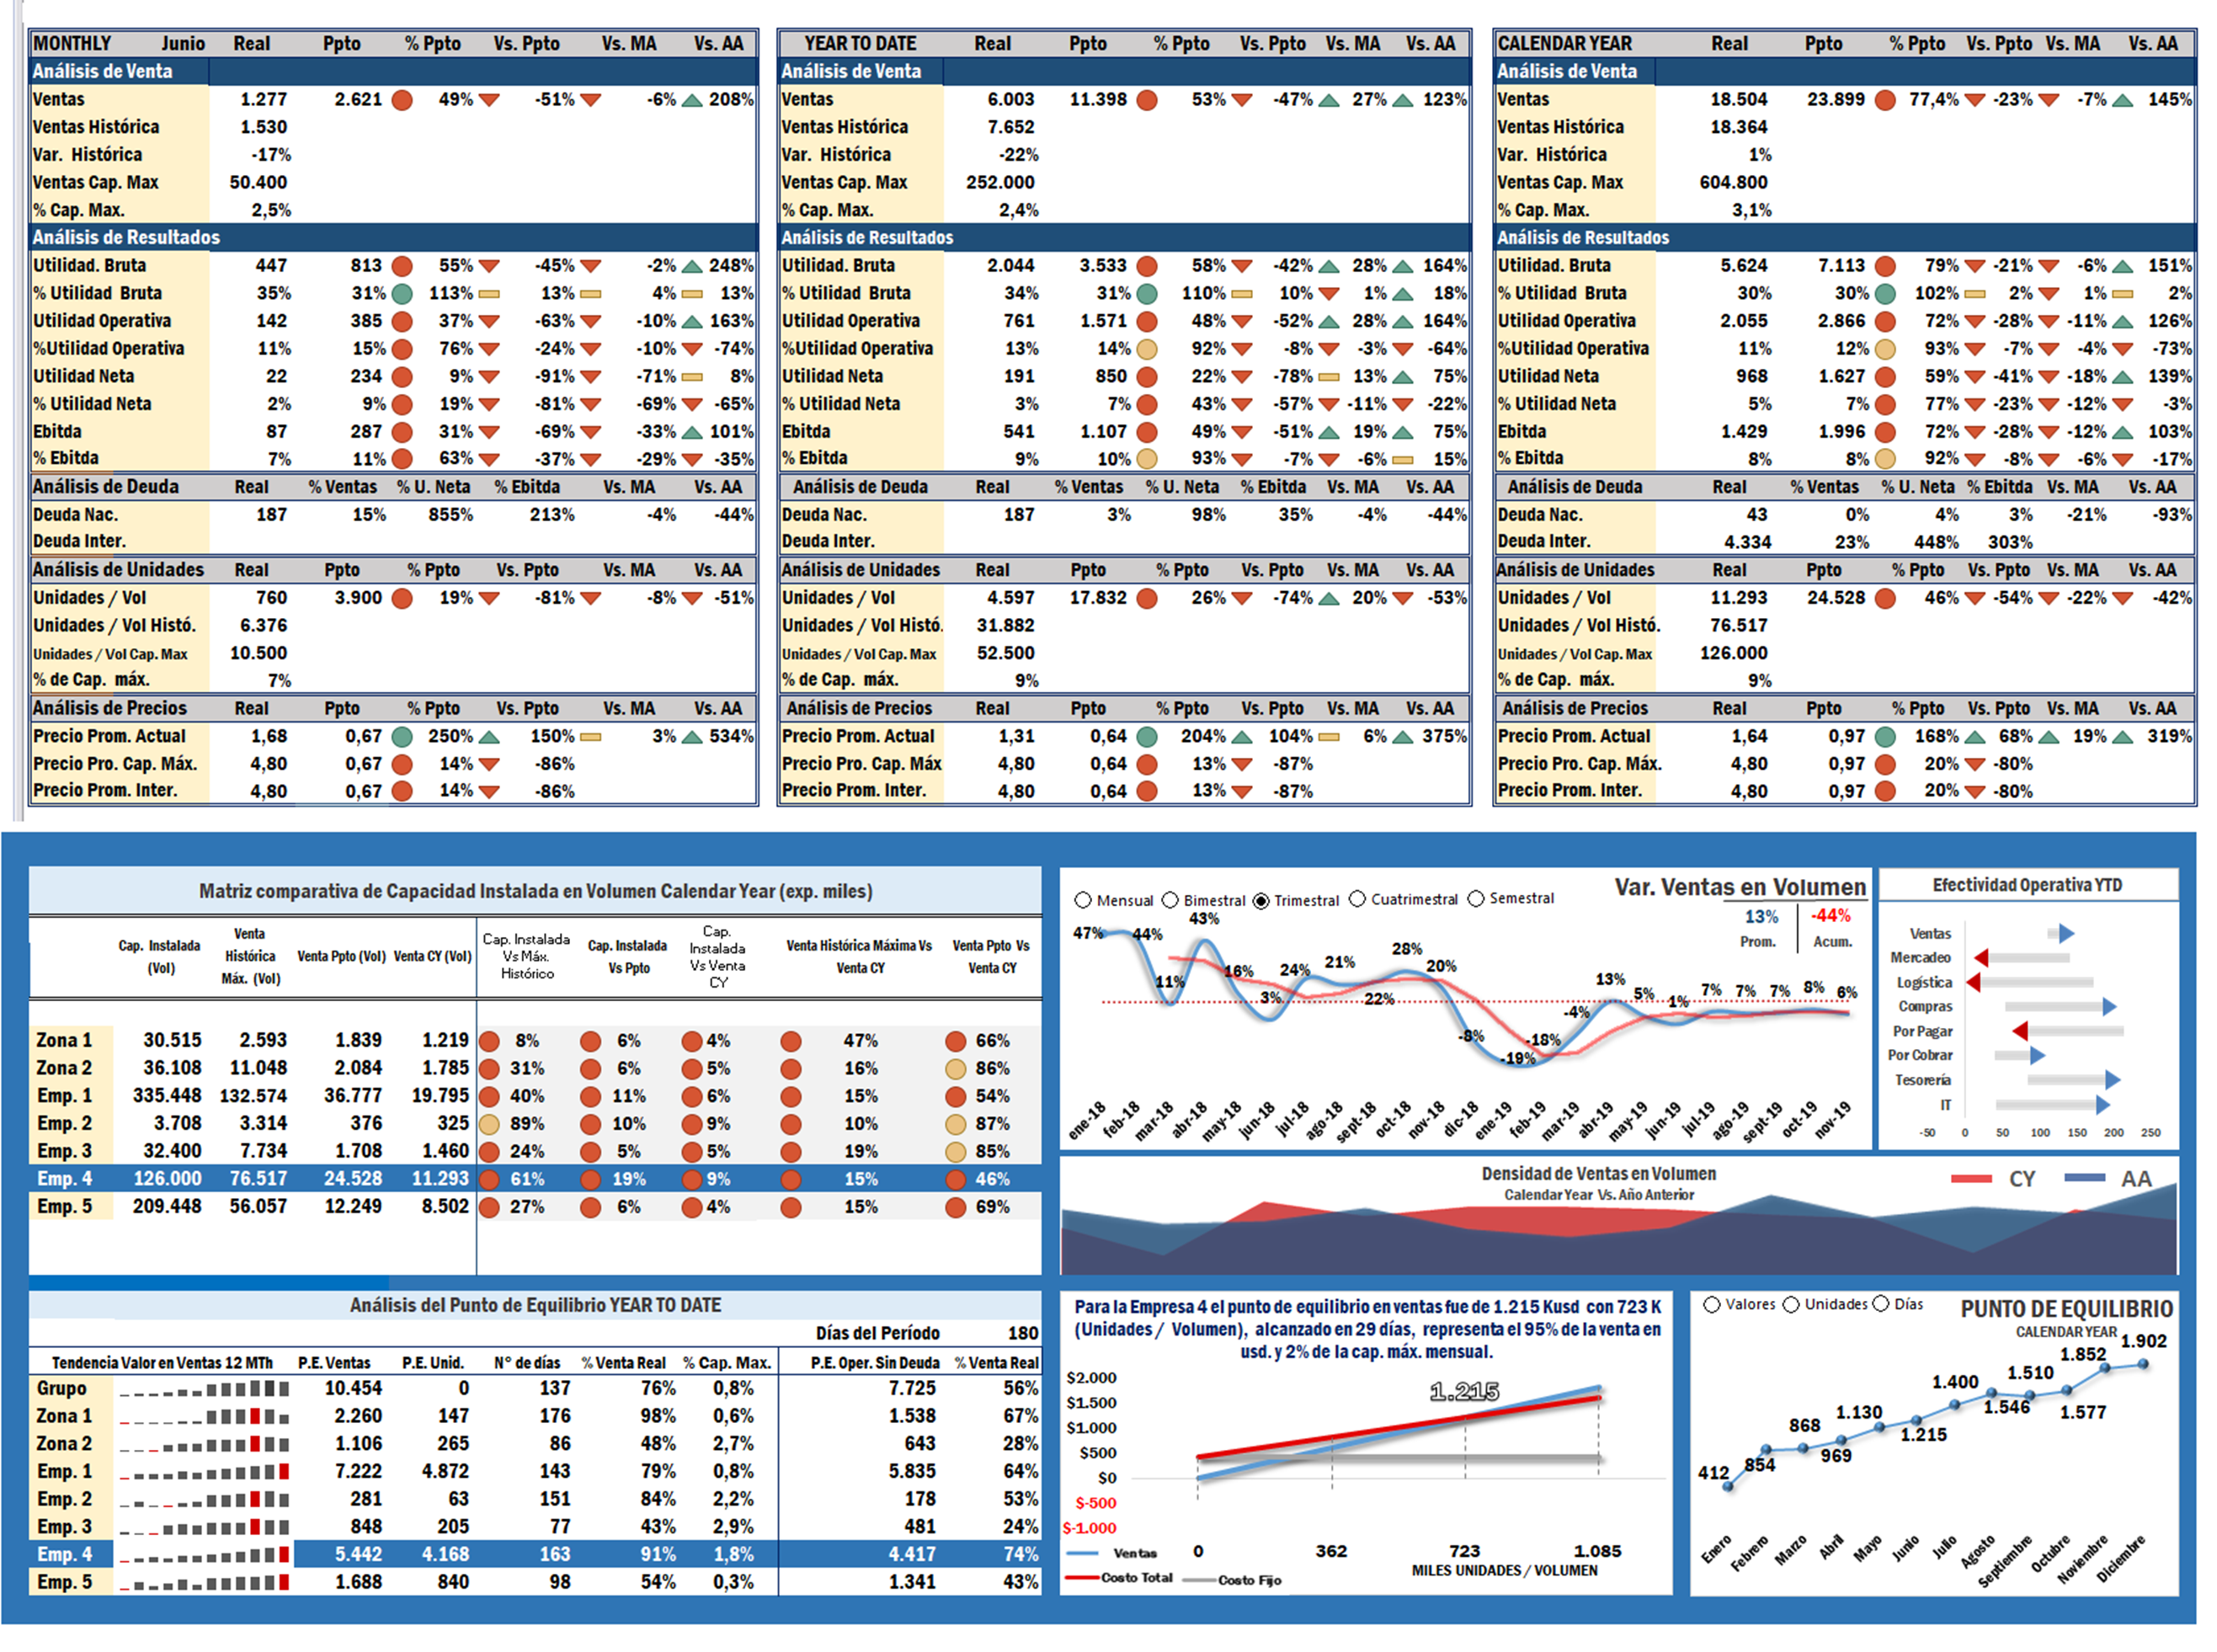 MONTHLY Junio Real Ppto % Ppto Vs. Ppto Vs. MA Vs. AA
Análisis de Venta
Ventas 1.277 2.621 49% -51% -6% 208%
Ventas Histórica 1.530
Var. Histórica -17%
Ventas Cap. Max 50.400
% Cap. Max. 2,5%
Análisis de Resultados
Utilidad. Bruta 447 813 55% -45% -2% 248%
% Utilidad Bruta 35% 31% 113% 13% 4% 13%
Utilidad Operativa 142 385 37% -63% -10% 163%
%Utilidad Operativa 11% 15% 76% -24% -10% -74%
Utilidad Neta 22 234 9% -91% -71% 8%
% Utilidad Neta 2% 9% 19% -81% -69% -65%
Ebitda 87 287 31% -69% -33% 101%
% Ebitda 7% 11% 63% -37% -29% -35%
Análisis de Deuda Real % Ventas % U. Neta % Ebitda Vs. MA Vs. AA
Deuda Nac. 187 15% 855% 213% -4% -44%
Deuda Inter.
Análisis de Unidades Real Ppto % Ppto Vs. Ppto Vs. MA Vs. AA
Unidades / Vol 760 3.900 19% -81% -8% -51%
Unidades / Vol Histó. 6.376
Unidades / Vol Cap. Max 10.500
% de Cap. máx. 7%
Análisis de Precios Real Ppto % Ppto Vs. Ppto Vs. MA Vs. AA
Precio Prom. Actual 1,68 0,67 250% 150% 3% 534%
Precio Pro. Cap. Máx. 4,80 0,67 14% -86%
Precio Prom. Inter. 4,80 0,67 14% -86%
YEAR TO DATE Real Ppto % Ppto Vs. Ppto Vs. MA Vs. AA
Análisis de Venta
Ventas 6.003 11.398 53% -47% 27% 123%
Ventas Histórica 7.652
Var. Histórica -22%
Ventas Cap. Max 252.000
% Cap. Max. 2,4%
Análisis de Resultados
Utilidad. Bruta 2.044 3.533 58% -42% 28% 164%
% Utilidad Bruta 34% 31% 110% 10% 1% 18%
Utilidad Operativa 761 1.571 48% -52% 28% 164%
%Utilidad Operativa 13% 14% 92% -8% -3% -64%
Utilidad Neta 191 850 22% -78% 13% 75%
% Utilidad Neta 3% 7% 43% -57% -11% -22%
Ebitda 541 1.107 49% -51% 19% 75%
% Ebitda 9% 10% 93% -7% -6% 15%
Análisis de Deuda Real % Ventas % U. Neta % Ebitda Vs. MA Vs. AA
Deuda Nac. 187 3% 98% 35% -4% -44%
Deuda Inter.
Análisis de Unidades Real Ppto % Ppto Vs. Ppto Vs. MA Vs. AA
Unidades / Vol 4.597 17.832 26% -74% 20% -53%
Unidades / Vol Histó. 31.882
Unidades / Vol Cap. Max 52.500
% de Cap. máx. 9%
Análisis de Precios Real Ppto % Ppto Vs. Ppto Vs. MA Vs. AA
Precio Prom. Actual 1,31 0,64 204% 104% 6% 375%
Precio Pro. Cap. Máx 4,80 0,64 13% -87%
Precio Prom. Inter. 4,80 0,64 13% -87%
CALENDAR YEAR Real Ppto % Ppto Vs. Ppto Vs. MA Vs. AA
Análisis de Venta
Ventas 18.504 23.899 77,4% -23% -7% 145%
Ventas Histórica 18.364
Var. Histórica 1%
Ventas Cap. Max 604.800
% Cap. Max. 3,1%
Análisis de Resultados
Utilidad. Bruta 5.624 7.113 79% -21% -6% 151%
% Utilidad Bruta 30% 30% 102% 2% 1% 2%
Utilidad Operativa 2.055 2.866 72% -28% -11% 126%
%Utilidad Operativa 11% 12% 93% -7% -4% -73%
Utilidad Neta 968 1.627 59% -41% -18% 139%
% Utilidad Neta 5% 7% 77% -23% -12% -3%
Ebitda 1.429 1.996 72% -28% -12% 103%
% Ebitda 8% 8% 92% -8% -6% -17%
Análisis de Deuda Real % Ventas % U. Neta % Ebitda Vs. MA Vs. AA
Deuda Nac. 43 0% 4% 3% -21% -93%
Deuda Inter. 4.334 23% 448% 303%
Análisis de Unidades Real Ppto % Ppto Vs. Ppto Vs. MA Vs. AA
Unidades / Vol 11.293 24.528 46% -54% -22% -42%
Unidades / Vol Histó. 76.517
Unidades / Vol Cap. Max 126.000
% de Cap. máx. 9%
Análisis de Precios Real Ppto % Ppto Vs. Ppto Vs. MA Vs. AA
Precio Prom. Actual 1,64 0,97 168% 68% 19% 319%
Precio Pro. Cap. Máx. 4,80 0,97 20% -80%
Precio Prom. Inter. 4,80 0,97 20% -80%
Matriz comparativa de Capacidad Instalada en Volumen Calendar Year (exp. miles)
Cap. Instalada (Vol) Venta Histórica Máx. (Vol) Venta Ppto (Vol) Venta CY (Vol) Cap. Instalada Vs Máx. Histórico Cap. Instalada Vs Ppto Cap. Instalada Vs Venta CY Venta Histórica Máxima Vs Venta CY Venta Ppto Vs Venta CY
Zona 1 30.515 2.593 1.839 1.219 8% 6% 4% 47% 66%
Zona 2 36.108 11.048 2.084 1.785 31% 6% 5% 16% 86%
Emp. 1 335.448 132.574 36.777 19.795 40% 11% 6% 15% 54%
Emp. 2 3.708 3.314 376 325 89% 10% 9% 10% 87%
Emp. 3 32.400 7.734 1.708 1.460 24% 5% 5% 19% 85%
Emp. 4 126.000 76.517 24.528 11.293 61% 19% 9% 15% 46%
Emp. 5 209.448 56.057 12.249 8.502 27% 6% 4% 15% 69%
Var. Ventas en Volumen
Mensual Bimestral Trimestral Cuatrimestral Semestral
13% -44%
Prom. Acum.
47% 44% 11% 43% 16% 3% 24% 21% 22% 28% 20% -8% -19% -18% -4% 13% 5% 1% 7% 7% 7% 8% 6%
ene-18 feb-18 mar-18 abr-18 may-18 jun-18 jul-18 ago-18 sept-18 oct-18 nov-18 dic-18 ene-19 feb-19 mar-19 abr-19 may-19 jun-19 jul-19 ago-19 sept-19 oct-19 nov-19
Efectividad Operativa YTD
Ventas
Mercadeo
Logística
Compras
Por Pagar
Por Cobrar
Tesorería
IT
-50 0 50 100 150 200 250
Densidad de Ventas en Volumen
Calendar Year Vs. Año Anterior
CY AA
Análisis del Punto de Equilibrio YEAR TO DATE
Días del Período 180
Tendencia Valor en Ventas 12 MTh P.E. Ventas P.E. Unid. N° de días % Venta Real % Cap. Max. P.E. Oper. Sin Deuda % Venta Real
Grupo 10.454 0 137 76% 0,8% 7.725 56%
Zona 1 2.260 147 176 98% 0,6% 1.538 67%
Zona 2 1.106 265 86 48% 2,7% 643 28%
Emp. 1 7.222 4.872 143 79% 0,8% 5.835 64%
Emp. 2 281 63 151 84% 2,2% 178 53%
Emp. 3 848 205 77 43% 2,9% 481 24%
Emp. 4 5.442 4.168 163 91% 1,8% 4.417 74%
Emp. 5 1.688 840 98 54% 0,3% 1.341 43%
Para la Empresa 4 el punto de equilibrio en ventas fue de 1.215 Kusd con 723 K
(Unidades / Volumen), alcanzado en 29 días, representa el 95% de la venta en
usd. y 2% de la cap. máx. mensual.
1.215
$2.000
$1.500
$1.000
$500
$0
$-500
$-1.000
0 362 723 1.085
MILES UNIDADES / VOLUMEN
Ventas
Costo Total Costo Fijo
Valores Unidades Días
PUNTO DE EQUILIBRIO
CALENDAR YEAR
412 854 868 969 1.130 1.215 1.400 1.546 1.510 1.577 1.852 1.902
Enero Febrero Marzo Abril Mayo Junio Julio Agosto Septiembre Octubre Noviembre Diciembre